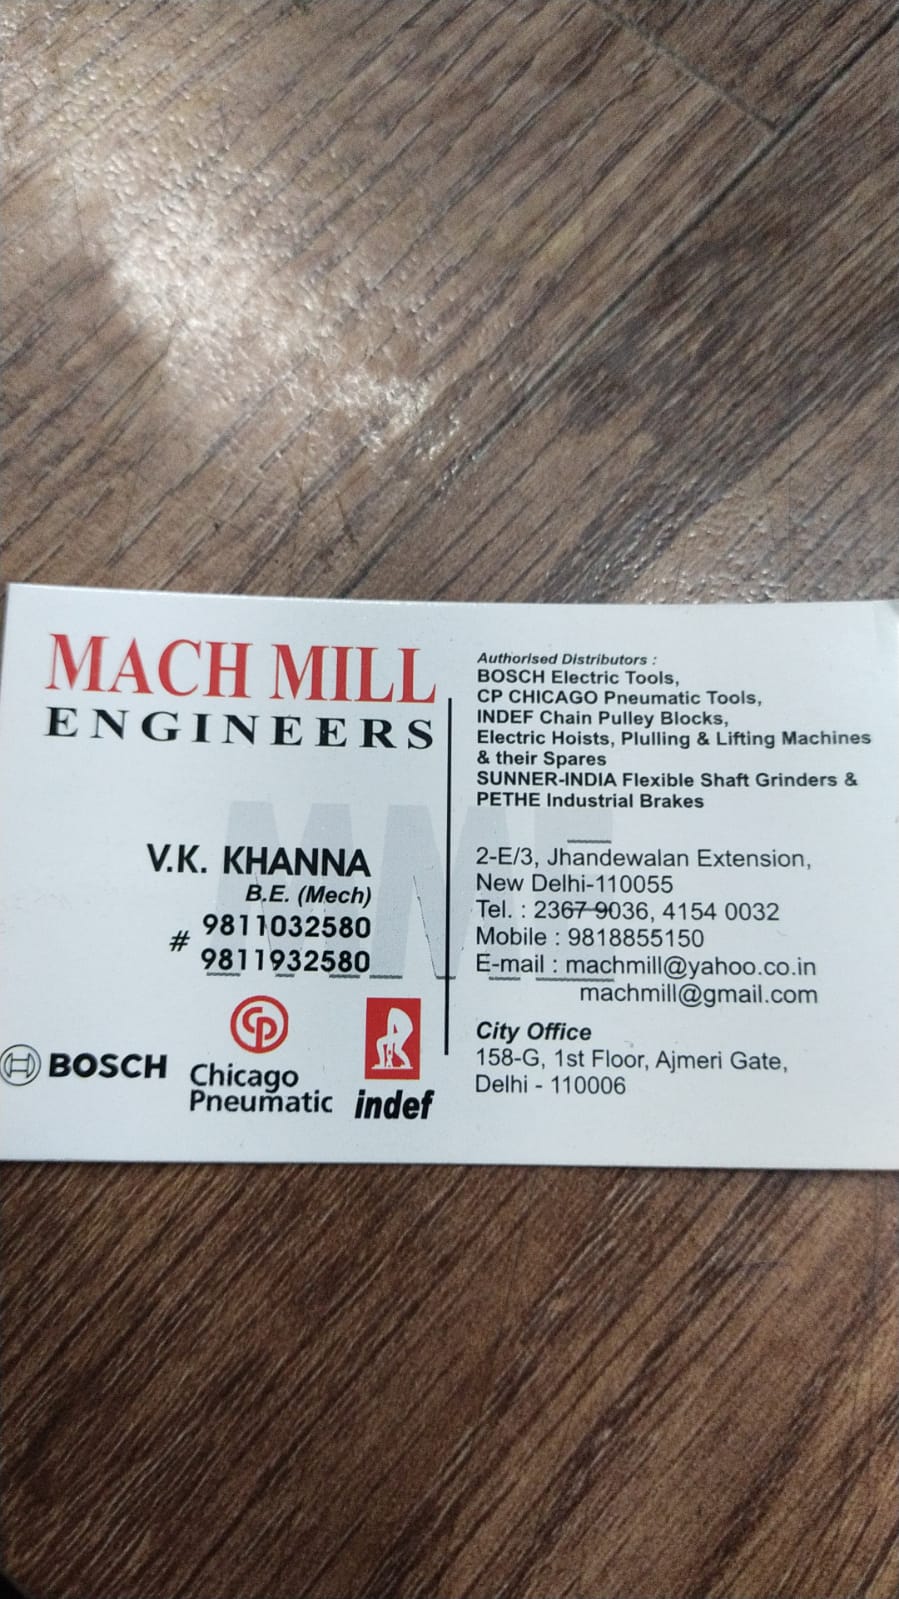 MACH MILL
ENGINEERS
V.K. KHANNA
B.E. (Mech)
# 9811032580
9811932580
BOSCH
CP
Chicago
Pneumatic
indef
Authorised Distributors :
BOSCH Electric Tools,
CP CHICAGO Pneumatic Tools,
INDEF Chain Pulley Blocks,
Electric Hoists, Plulling & Lifting Machines
& their Spares
SUNNER-INDIA Flexible Shaft Grinders &
PETHE Industrial Brakes
2-E/3, Jhandewalan Extension,
New Delhi-110055
Tel. : 2367 9036, 4154 0032
Mobile : 9818855150
E-mail : machmill@yahoo.co.in
machmill@gmail.com
City Office
158-G, 1st Floor, Ajmeri Gate,
Delhi - 110006